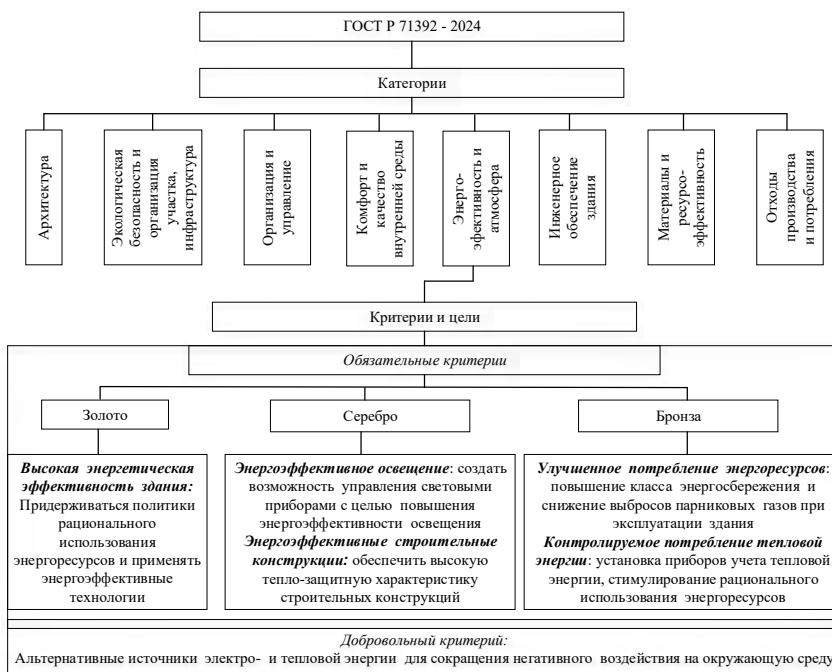 ГОСТ Р 71392 - 2024
Категории
Архитектура
Экологическая
безопасность и
организация
участка,
инфраструктура
Организация и
управление
Комфорт и
качество
внутренней среды
Энерго-
эфективность и
атмосфера
Инженерное
обеспечение
здания
Материалы и
ресурсо-
эффективность
Отходы
производства
и потребления
Критерии и цели
Обязательные критерии
Золото
Серебро
Бронза
Высокая энергетическая
эффективность здания:
Придерживаться политики
рационального
использования
энергоресурсов и применять
энергоэффективные
технологии
Энергоэффективное освещение: создать
возможность управления световыми
приборами с целью повышения
энергоэффективности освещения
Энергоэффективные строительные
конструкции: обеспечить высокую
тепло-защитную характеристику
строительных конструкций
Улучшенное потребление энергоресурсов:
повышение класса энергосбережения и
снижение выбросов парниковых газов при
эксплуатации здания
Контролируемое потребление тепловой
энергии: установка приборов учета тепловой
энергии, стимулирование рационального
использования энергоресурсов
Добровольный критерий:
Альтернативные источники электро- и тепловой энергии для сокращения негативного воздействия на окружающую среду